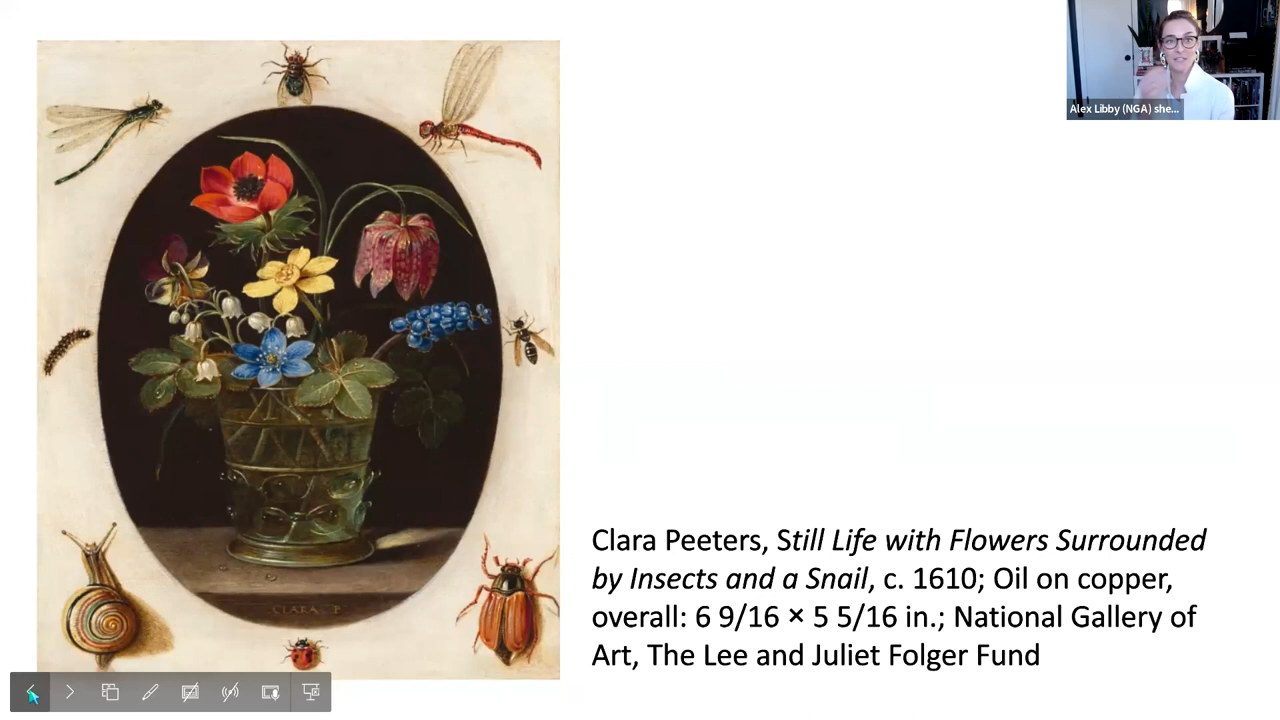 Alex Libby (NGA) she...
CLARA P
Clara Peeters, Still Life with Flowers Surrounded
by Insects and a Snail, c. 1610; Oil on copper,
overall: 6 9/16 × 5 5/16 in.; National Gallery of
Art, The Lee and Juliet Folger Fund